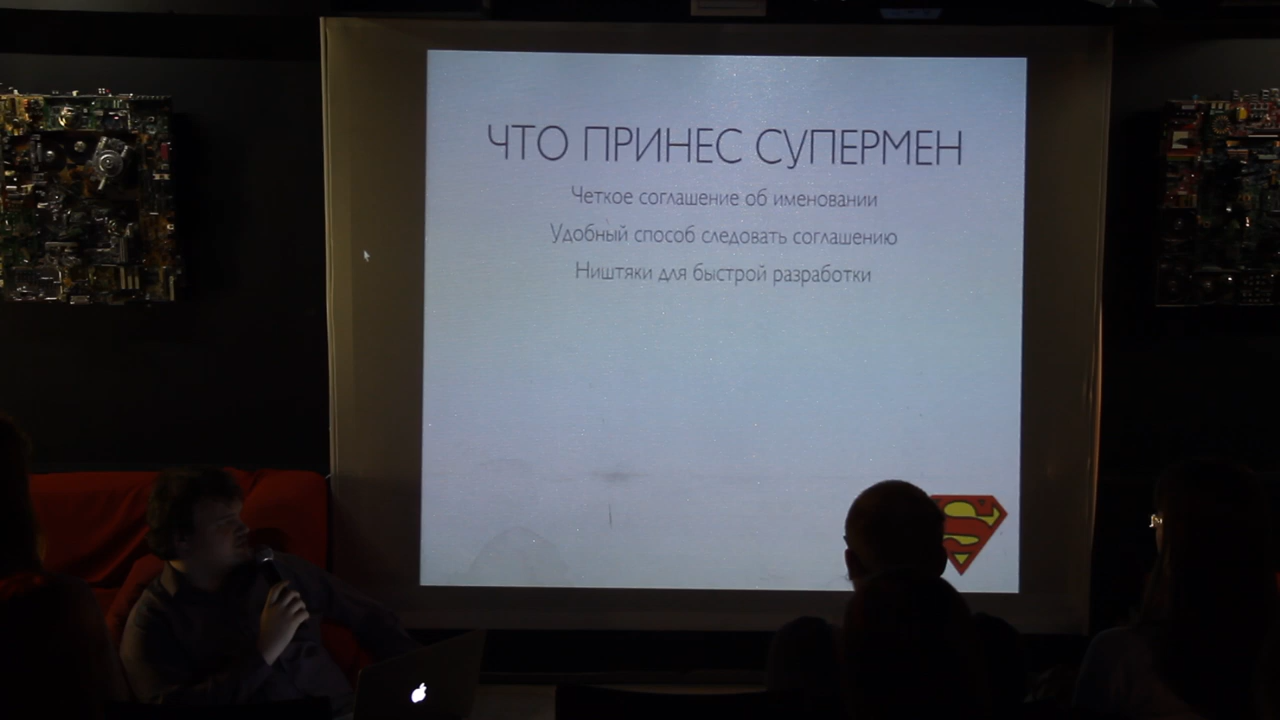 ЧТО ПРИНЕС СУПЕРМЕН
Четкое соглашение об именовании
Удобный способ следовать соглашению
Ништяки для быстрой разработки